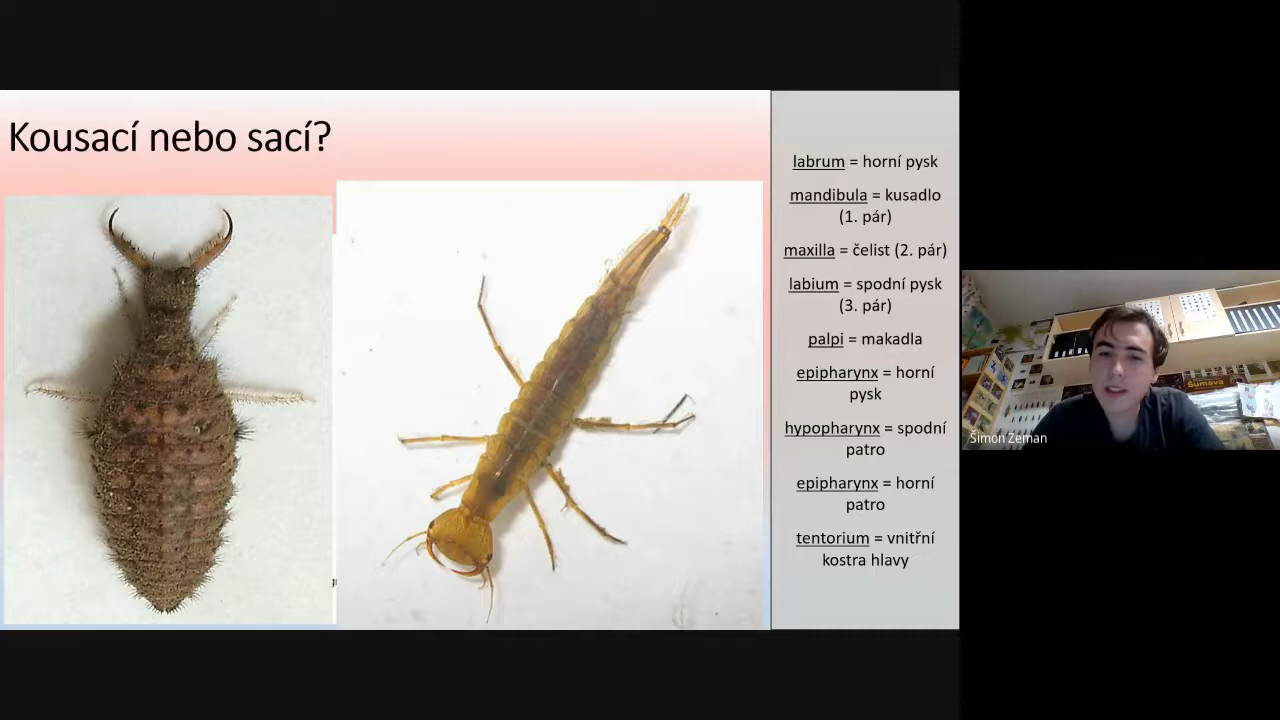 Kousací nebo sací?
labrum = horní pysk
mandibula = kusadlo
(1. pár)
maxilla = čelist (2. pár)
labium = spodní pysk
(3. pár)
palpi = makadla
epipharynx = horní
pysk
hypopharynx = spodní
patro
epipharynx = horní
patro
tentorium = vnitřní
kostra hlavy
Šumava
Šimon Zeman